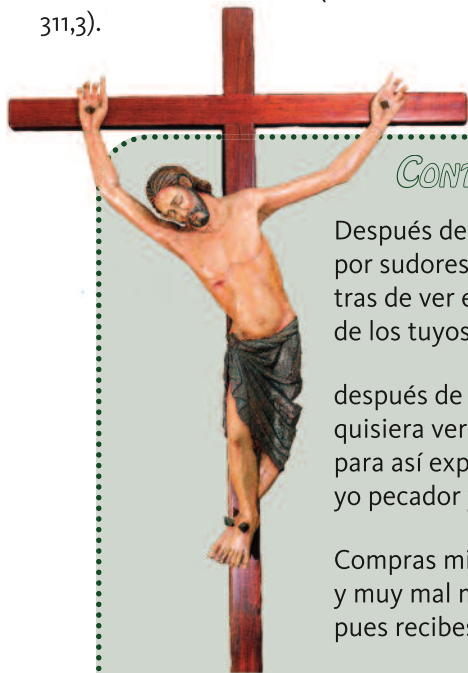 311,3).
CONT
Después de
por sudores
tras de ver e
de los tuyos
después de
quisiera ver
para así exp
yo pecador
Compras mi
y muy mal
pues recibes